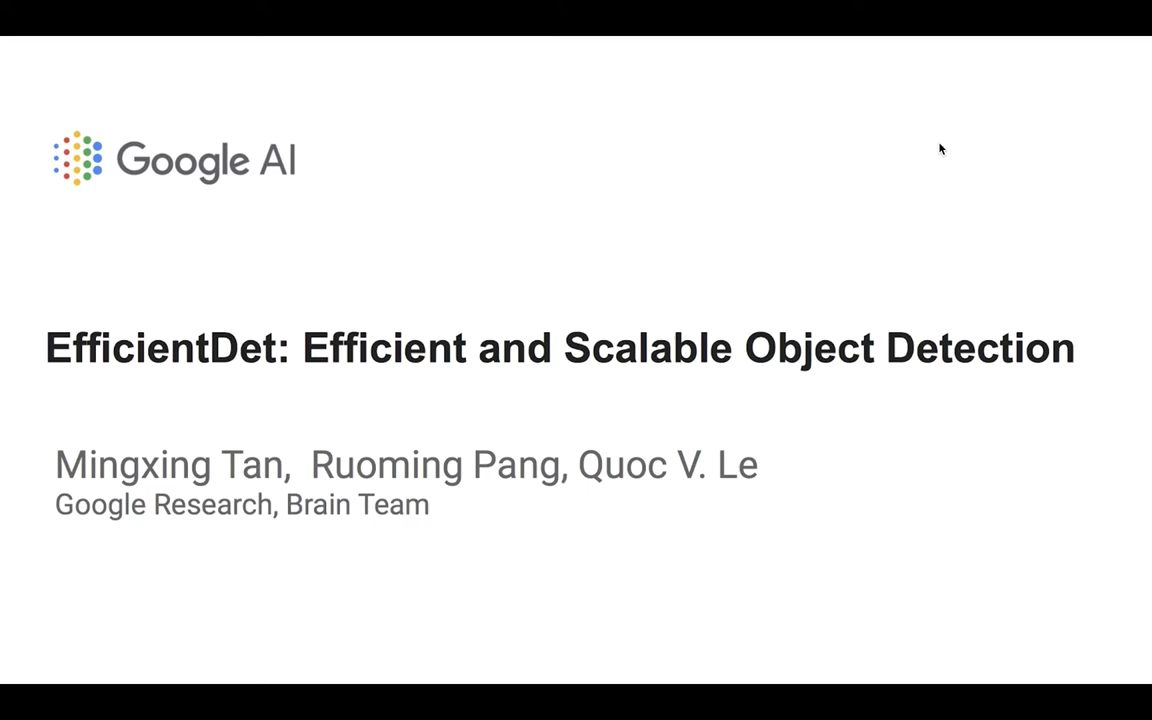 Google AI
EfficientDet: Efficient and Scalable Object Detection
Mingxing Tan, Ruoming Pang, Quoc V. Le
Google Research, Brain Team